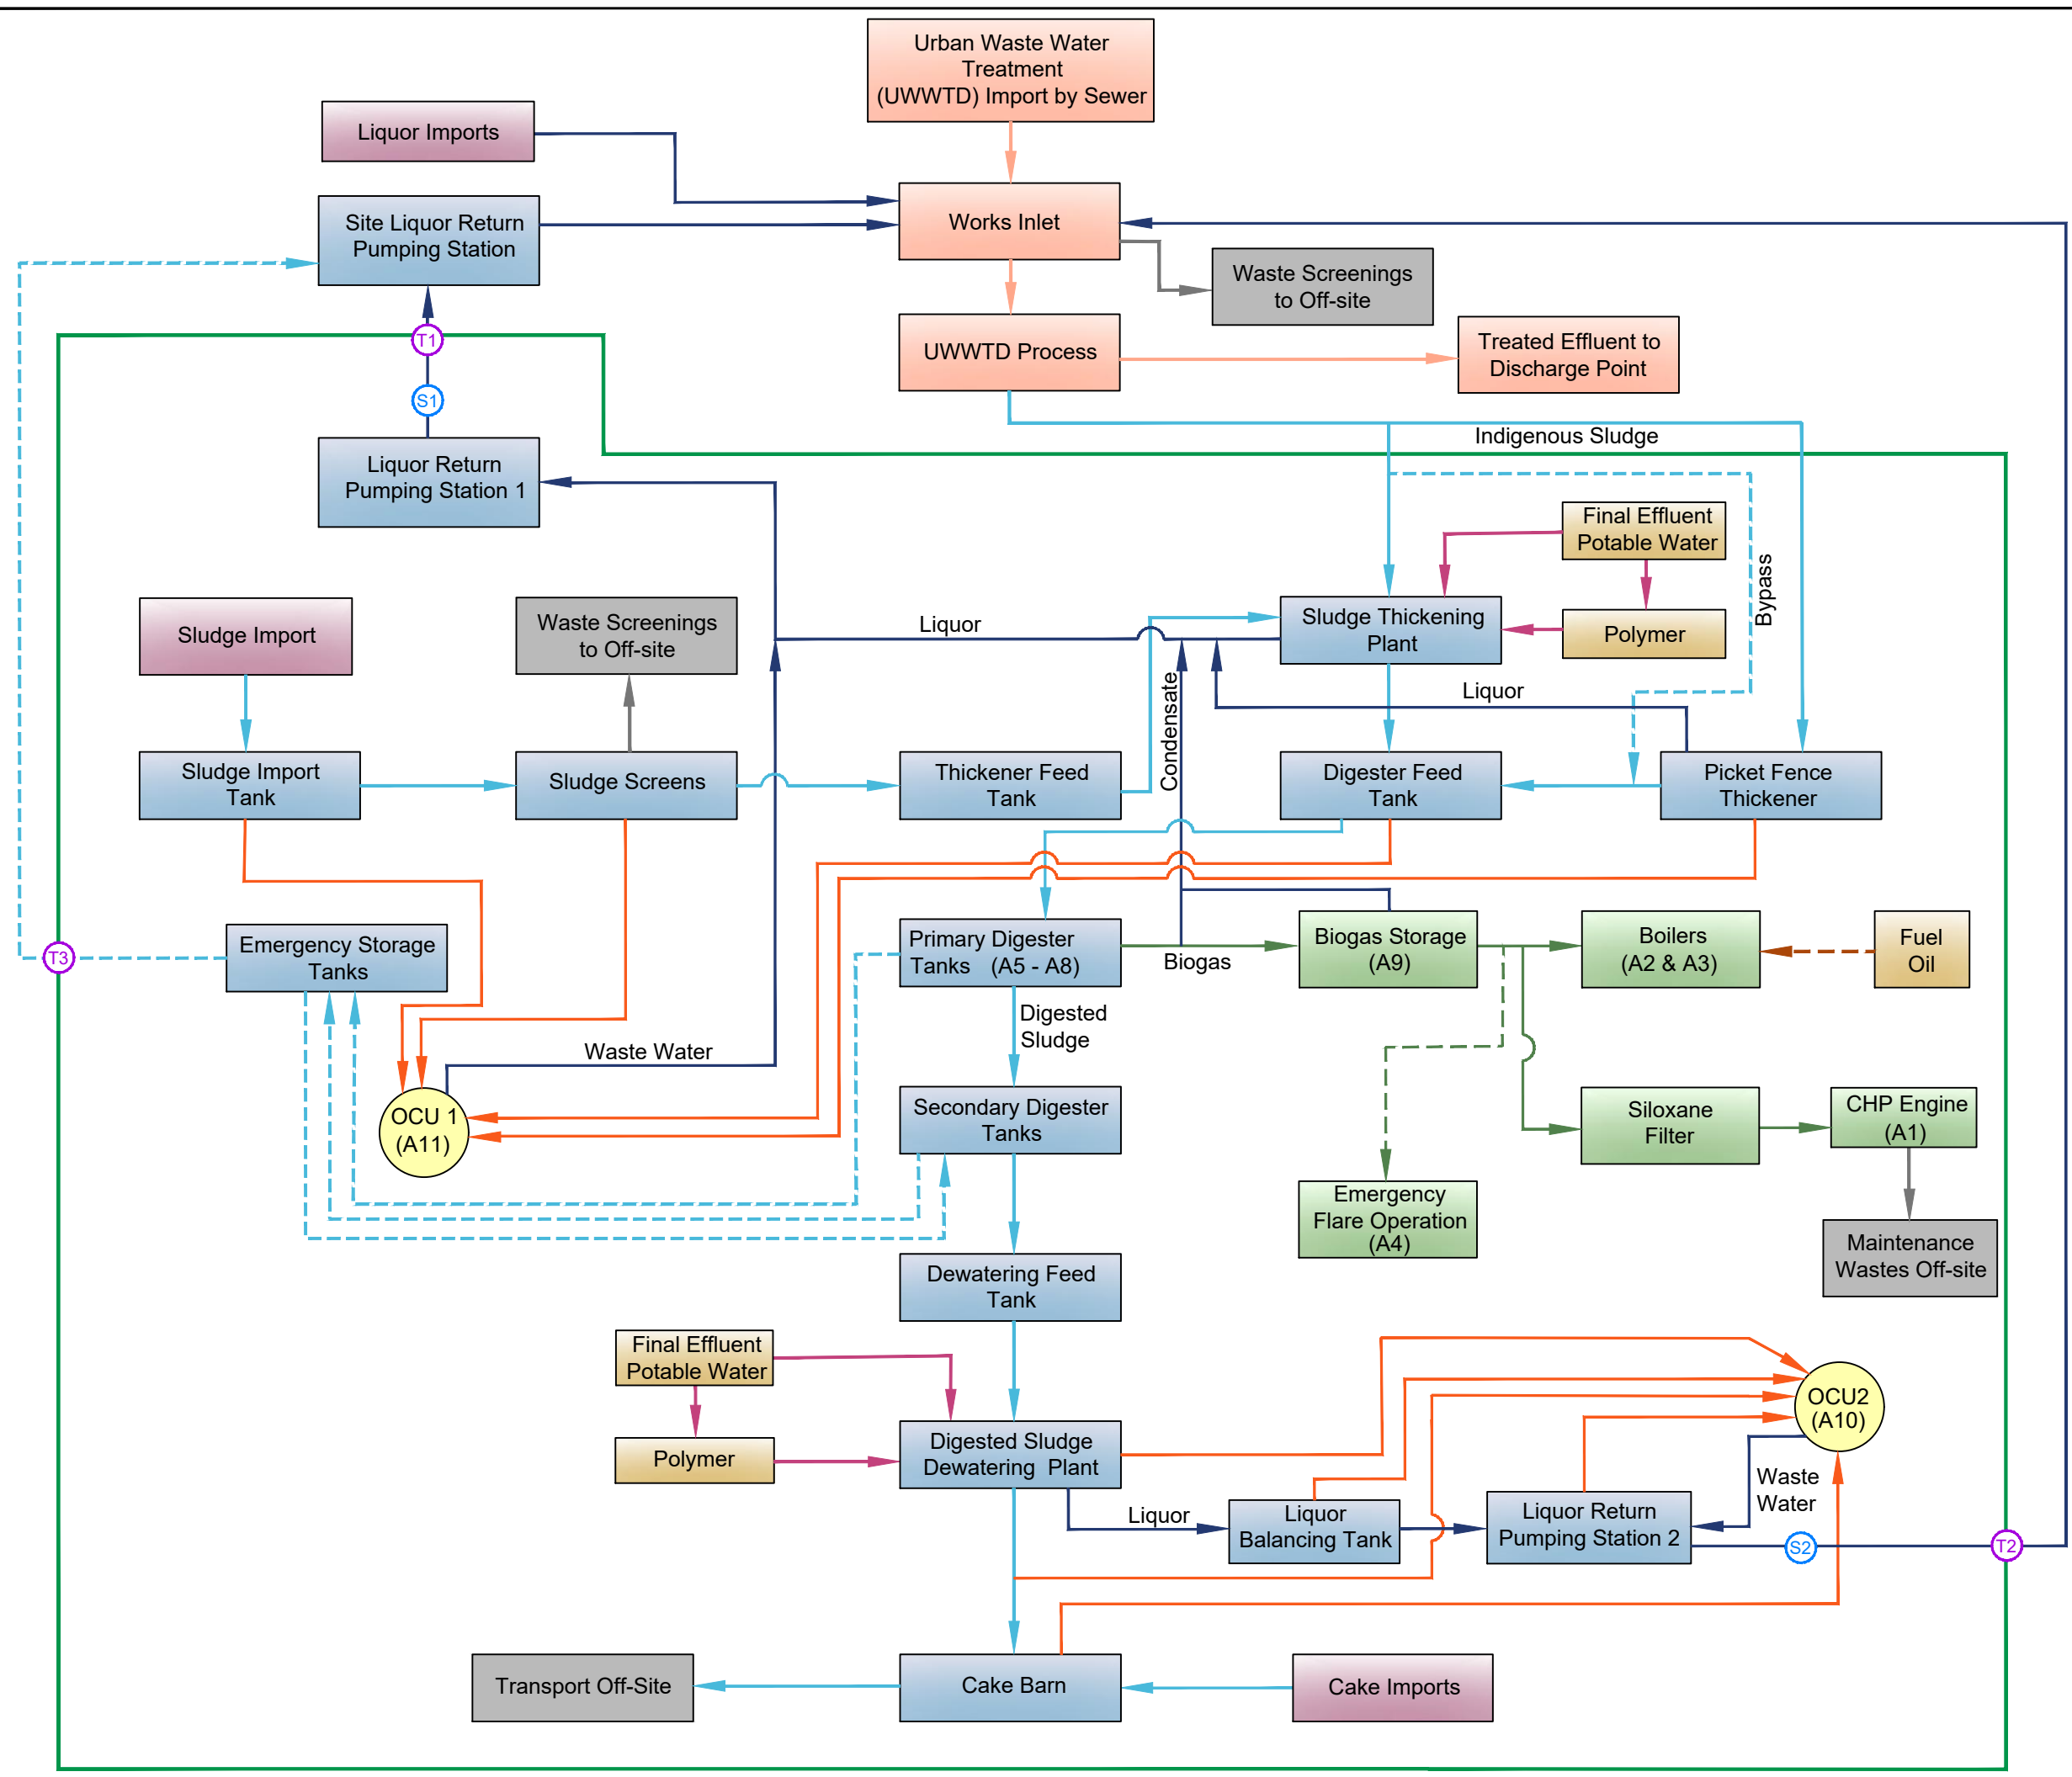 Urban Waste Water
Treatment
(UWWTD) Import by Sewer
Liquor Imports
Site Liquor Return
Pumping Station
Works Inlet
Waste Screenings
to Off-site
T1
UWWTD Process
Treated Effluent to
Discharge Point
S1
Indigenous Sludge
Liquor Return
Pumping Station 1
Final Effluent
Potable Water
Bypass
Sludge Import
Waste Screenings
to Off-site
Liquor
Sludge Thickening
Plant
Polymer
Liquor
Condensate
Sludge Import
Tank
Sludge Screens
Thickener Feed
Tank
Digester Feed
Tank
Picket Fence
Thickener
T3
Emergency Storage
Tanks
Primary Digester
Tanks (A5 - A8)
Biogas
Biogas Storage
(A9)
Boilers
(A2 & A3)
Fuel
Oil
Digested
Sludge
Waste Water
OCU 1
(A11)
Secondary Digester
Tanks
Siloxane
Filter
CHP Engine
(A1)
Emergency
Flare Operation
(A4)
Maintenance
Wastes Off-site
Dewatering Feed
Tank
Final Effluent
Potable Water
Polymer
Digested Sludge
Dewatering Plant
OCU2
(A10)
Waste
Water
Liquor
Liquor
Balancing Tank
Liquor Return
Pumping Station 2
S2
T2
Transport Off-Site
Cake Barn
Cake Imports